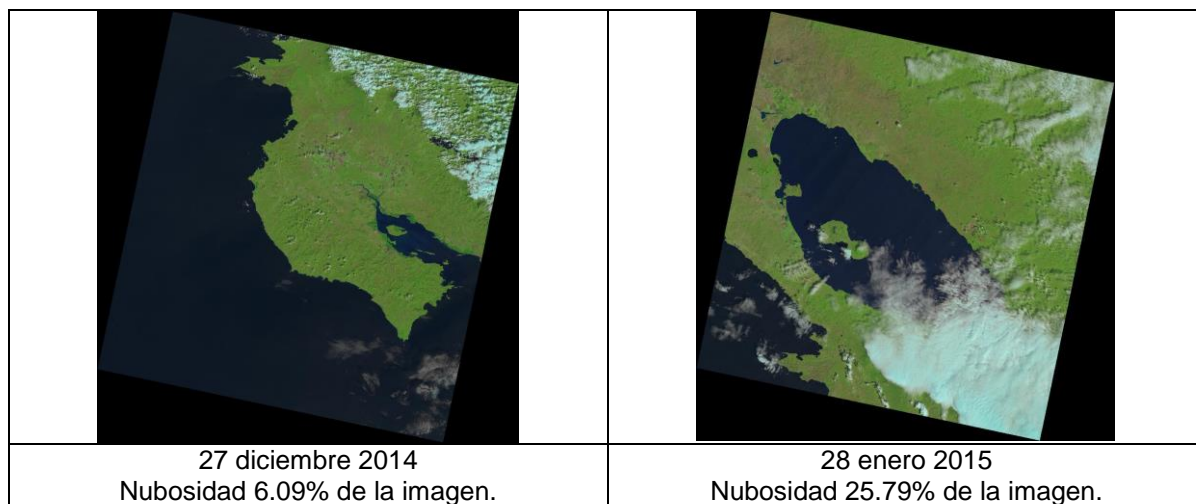 27 diciembre 2014
Nubosidad 6.09% de la imagen.
28 enero 2015
Nubosidad 25.79% de la imagen.